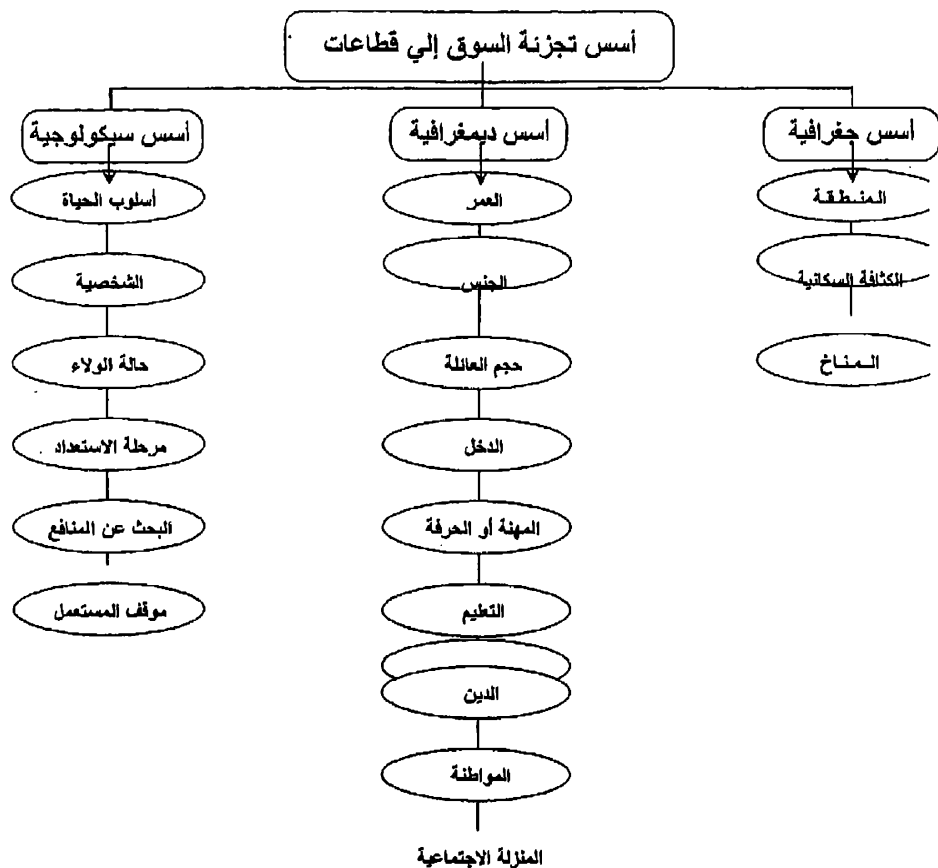 أسس تجزئة السوق إلي قطاعات
أسس جغرافية
المنطقة
الكثافة السكانية
المناخ
أسس ديمغرافية
العمر
الجنس
حجم العائلة
الدخل
المهنة أو الحرفة
التعليم
الدين
المواطنة
المنزلة الاجتماعية
أسس سيكولوجية
أسلوب الحياة
الشخصية
حالة الولاء
مرحلة الاستعداد
البحث عن المنافع
موقف المستعمل